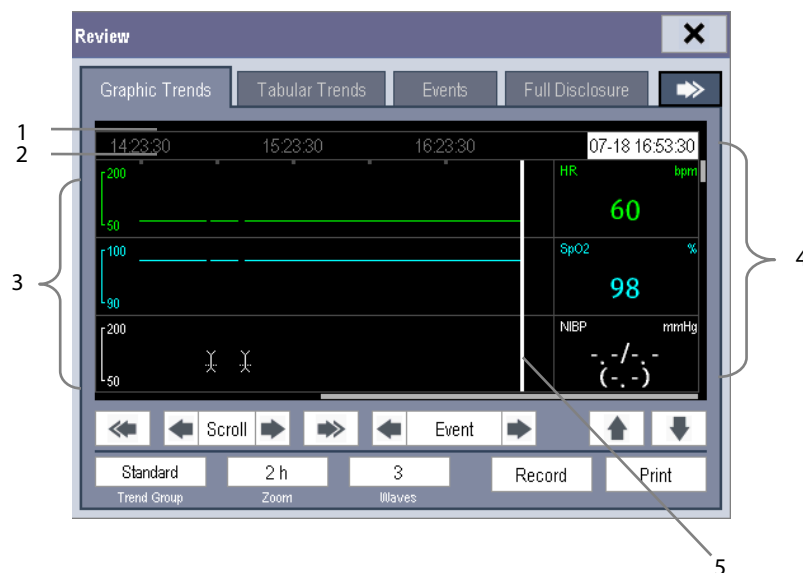 Review
Graphic Trends Tabular Trends Events Full Disclosure
1
14:23:30 15:23:30 16:23:30 07-18 16:53:30
2
200 HR bpm
60
50
100 SpO2 %
98
90
200 NIBP mmHg
-.-/-.-
(-.-)
50
3
4
Scroll Event
Standard 2 h 3 Record Print
Trend Group Zoom Waves
5